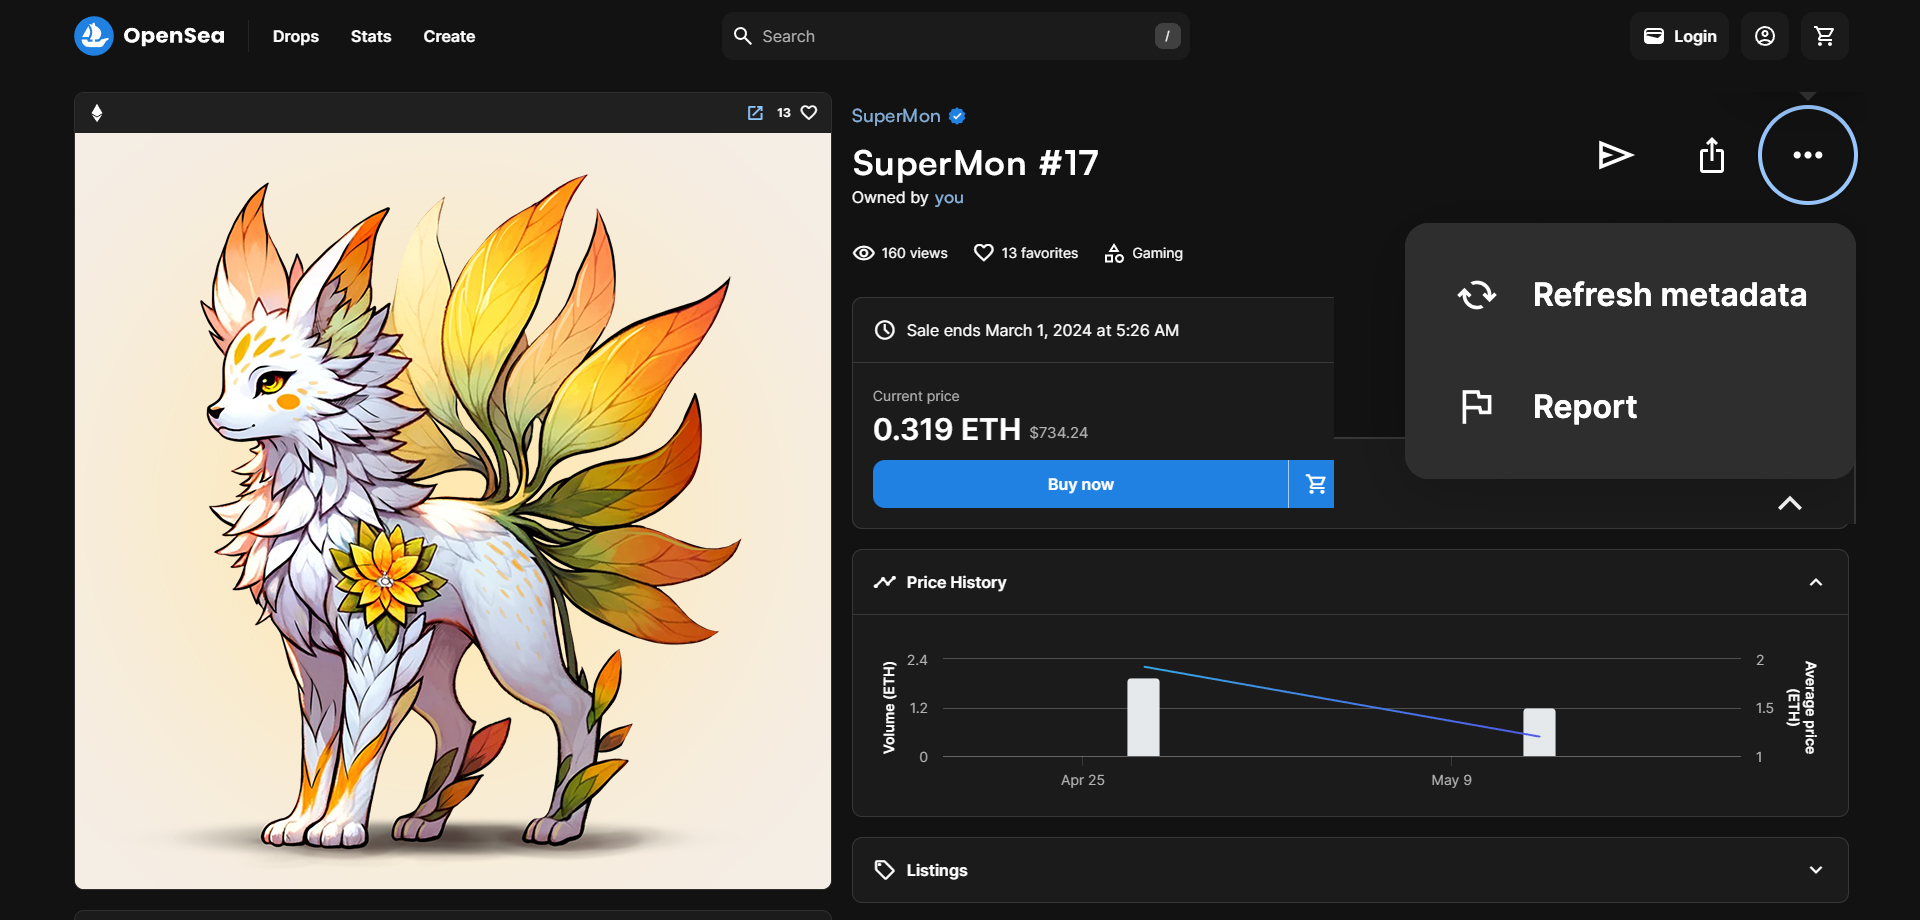 OpenSea
Drops
Stats
Create
Search
/
Login
13
SuperMon
SuperMon #17
Owned by you
160 views
13 favorites
Gaming
Refresh metadata
Report
Sale ends March 1, 2024 at 5:26 AM
Current price
0.319 ETH $734.24
Buy now
Price History
Volume (ETH)
2.4
1.2
0
2
1.5
1
Average price
(ETH)
Apr 25
May 9
Listings